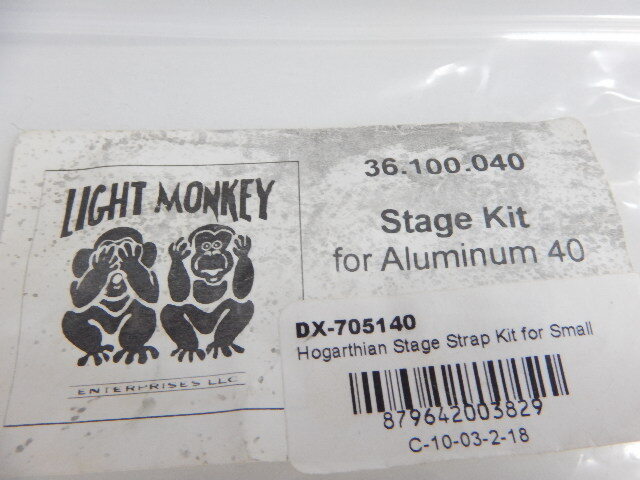 LIGHT MONKEY
ENTERPRISES LLC
36.100.040
Stage Kit
for Aluminum 40
DX-705140
Hogarthian Stage Strap Kit for Small
879642003829
C-10-03-2-18